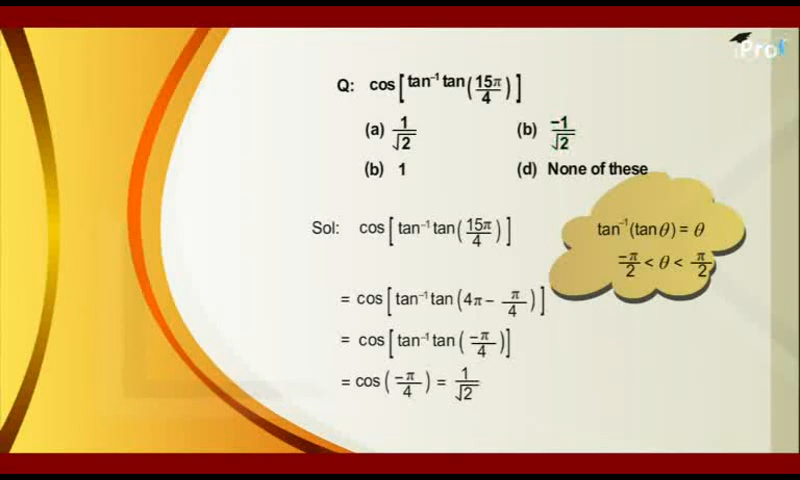 iProf
Q: cos[tan⁻¹ tan(15π/4)]
(a) 1/√2 (b) −1/√2
(b) 1 (d) None of these
Sol: cos[tan⁻¹ tan(15π/4)]
tan⁻¹(tanθ) = θ
−π/2 < θ < π/2
= cos[tan⁻¹ tan(4π− π/4)]
= cos[tan⁻¹ tan(−π/4)]
= cos(−π/4) = 1/√2